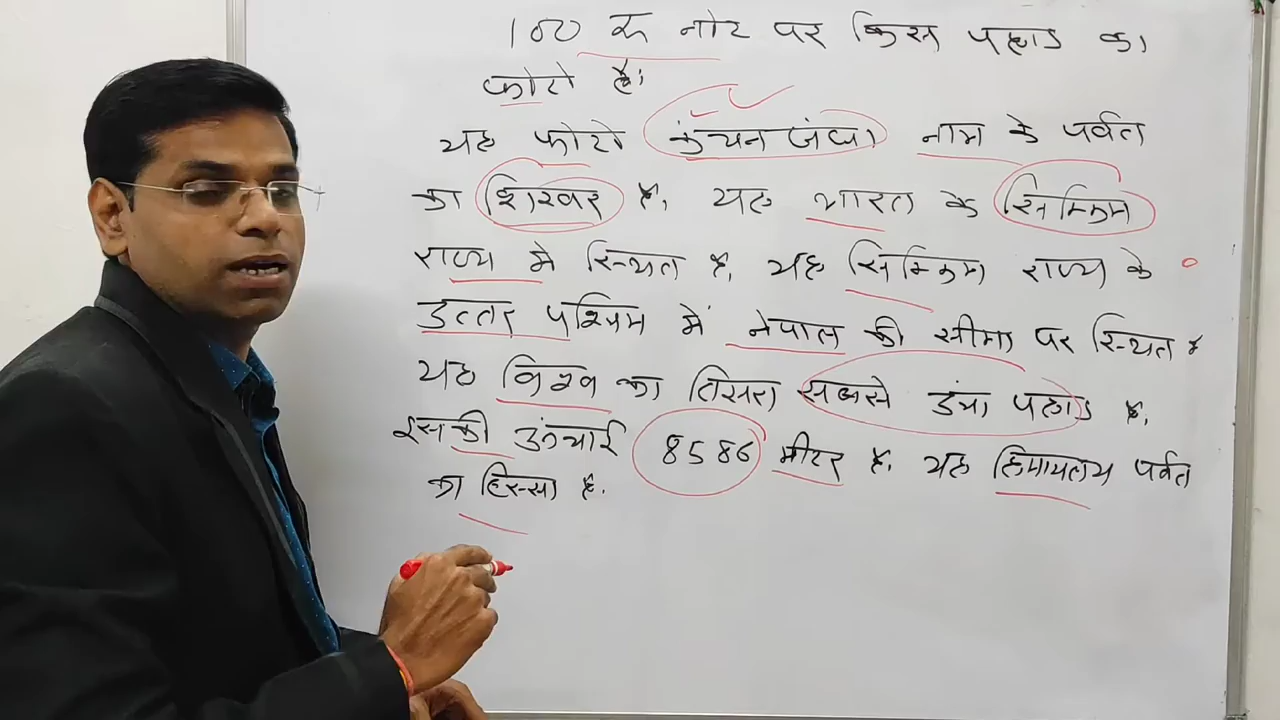 100 रु नोट पर किस पहाड का
फोटो है।
यह फोटो कंचनजंघा नाम के पर्वत
का शिखर है, यह भारत के सिक्किम
राज्य मे स्थित है, यह सिक्किम राज्य के
उत्तर पश्चिम में नेपाल की सीमा पर स्थित है
यह विश्व का तिसरा सबसे ऊंचा पहाड है,
इसकी ऊंचाई 8586 मीटर है, यह हिमायलय पर्वत
का हिस्सा है.